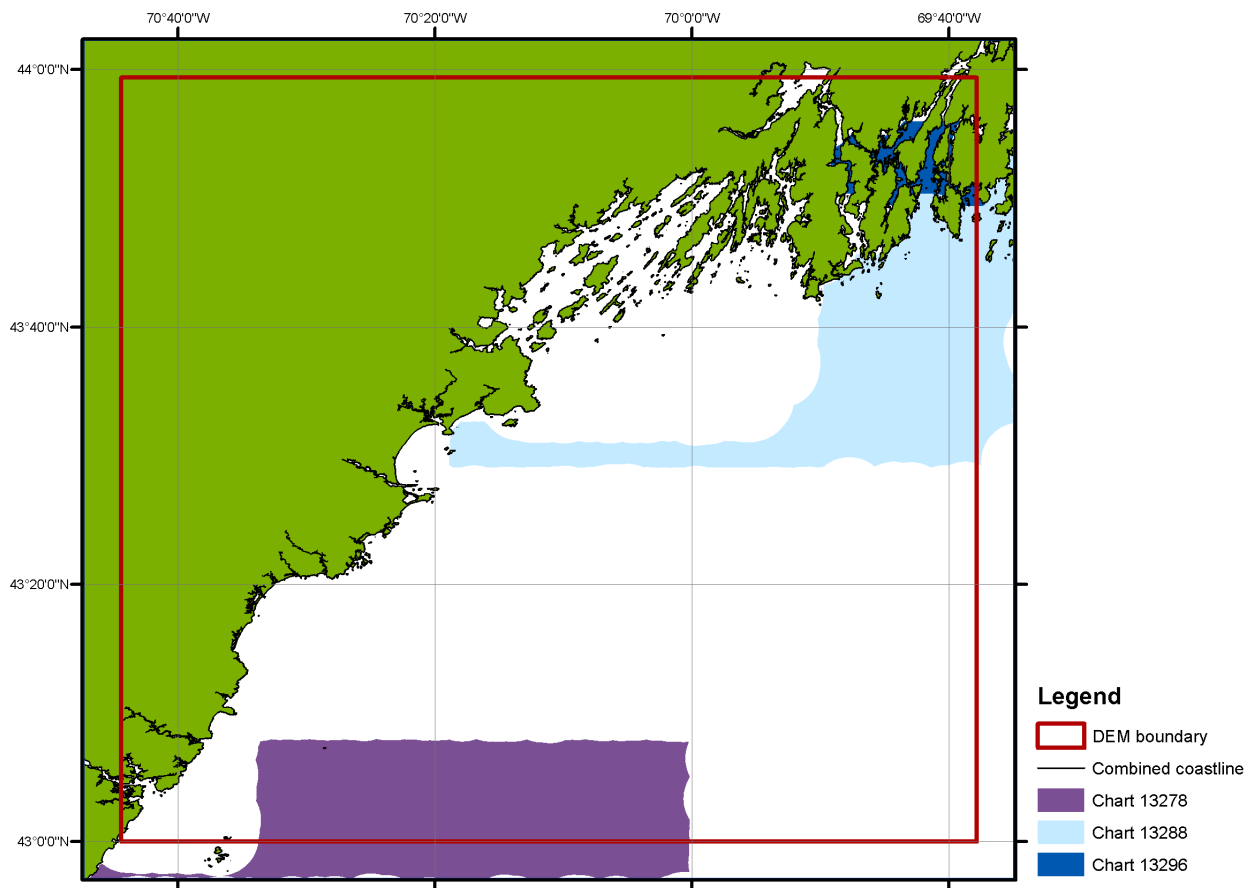 70°40'0"W
70°20'0"W
70°0'0"W
69°40'0"W
44°0'0"N
43°40'0"N
43°20'0"N
43°0'0"N
Legend
DEM boundary
Combined coastline
Chart 13278
Chart 13288
Chart 13296